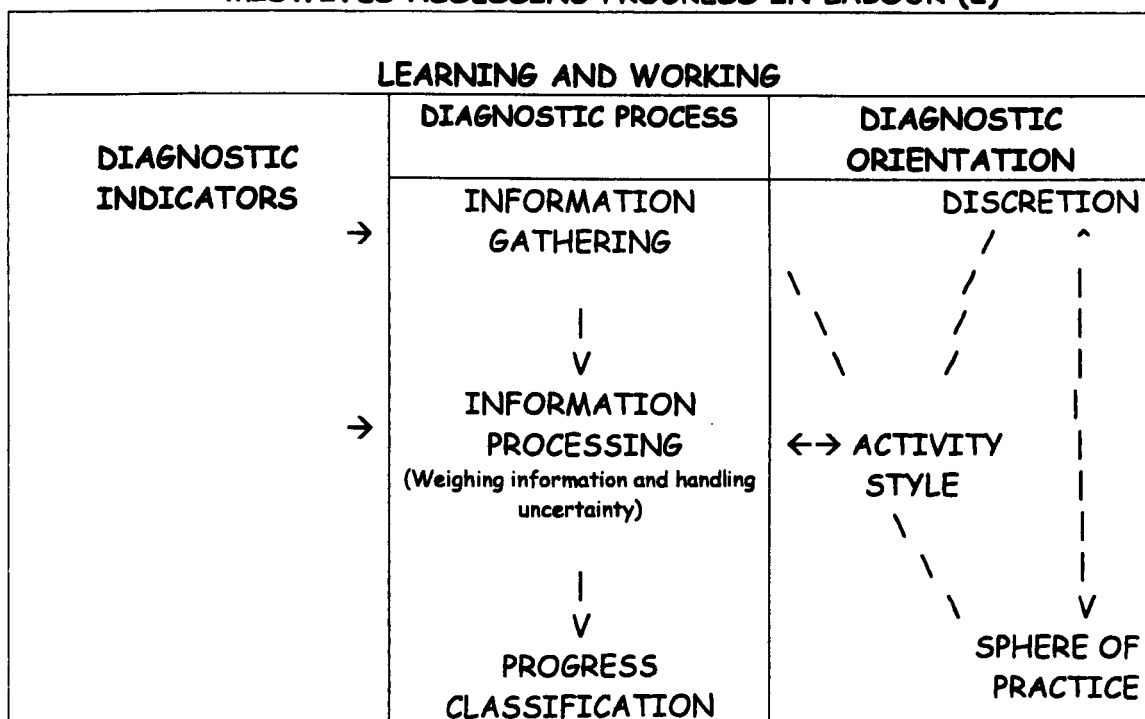 LEARNING AND WORKING
DIAGNOSTIC
INDICATORS
→
→
DIAGNOSTIC PROCESS
INFORMATION
GATHERING
INFORMATION
PROCESSING
(Weighing information and handling
uncertainty)
PROGRESS
CLASSIFICATION
DIAGNOSTIC
ORIENTATION
DISCRETION
←→ ACTIVITY
STYLE
SPHERE OF
PRACTICE